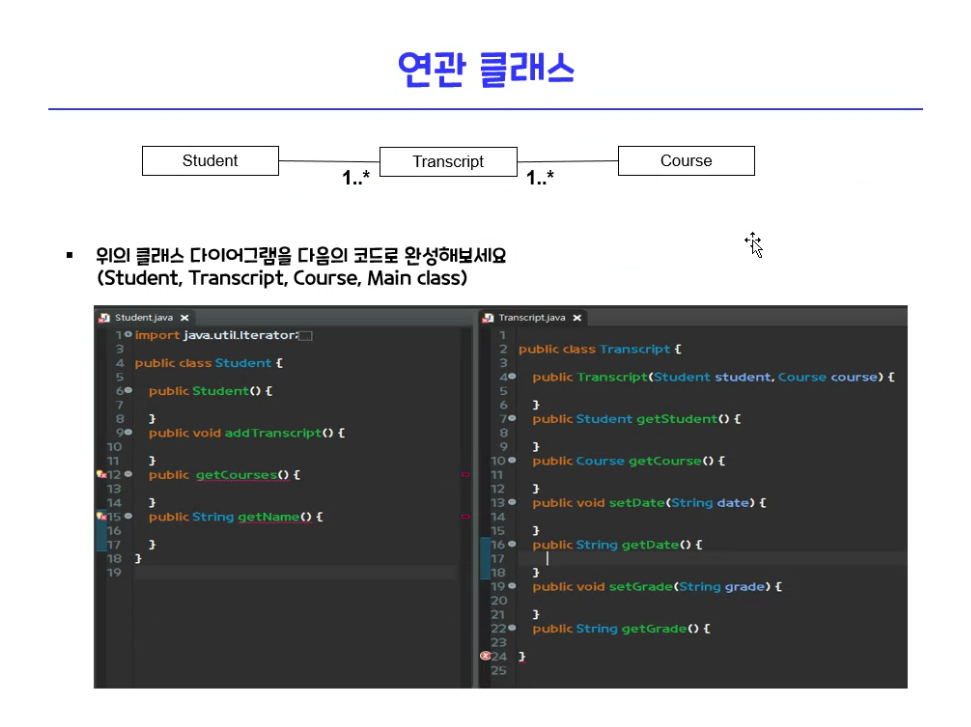 연관 클래스
Student
Transcript
Course
1..*
1..*
위의 클래스 다이어그램을 다음의 코드로 완성해보세요
(Student, Transcript, Course, Main class)
Student.java
1 import java.util.Iterator;
3
4 public class Student {
5
6 public Student() {
7
8 }
9 public void addTranscript() {
10
11 }
12 public getCourses() {
13
14 }
15 public String getName() {
16
17 }
18 }
19
Transcript.java
1
2 public class Transcript {
3
4 public Transcript(Student student, Course course) {
5
6 }
7 public Student getStudent() {
8
9 }
10 public Course getCourse() {
11
12 }
13 public void setDate(String date) {
14
15 }
16 public String getDate() {
17
18 }
19 public void setGrade(String grade) {
20
21 }
22 public String getGrade() {
23
24 }
25